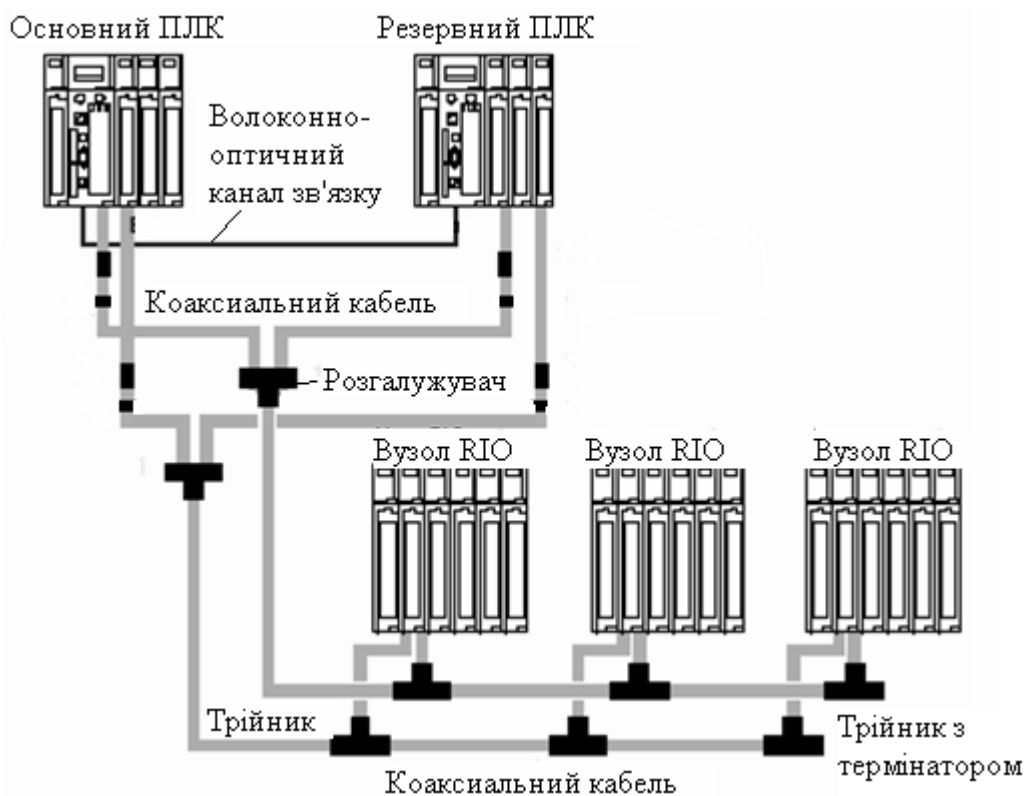 Основний ПЛК
Резервний ПЛК
Волоконно-
оптичний
канал зв'язку
Коаксиальний кабель
Розгалужувач
Вузол RIO
Вузол RIO
Вузол RIO
Трійник
Трійник з
термінатором
Коаксиальний кабель